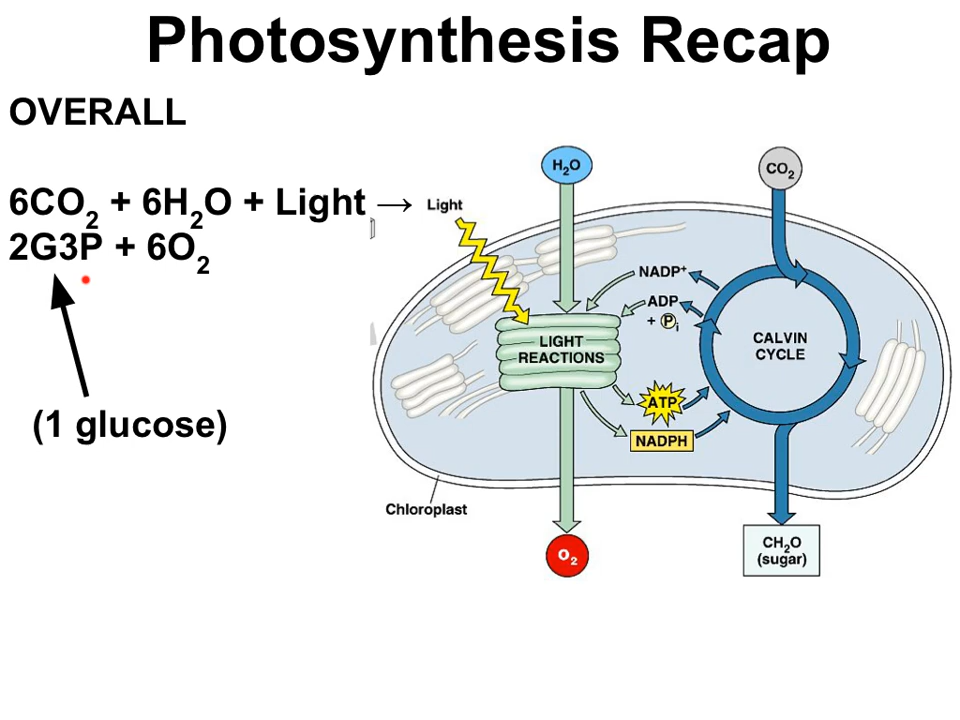 Photosynthesis Recap
OVERALL
6CO₂ + 6H₂O + Light →
2G3P + 6O₂
(1 glucose)
H₂O
CO₂
Light
NADP⁺
ADP
+ Pᵢ
LIGHT
REACTIONS
CALVIN
CYCLE
ATP
NADPH
Chloroplast
O₂
CH₂O
(sugar)